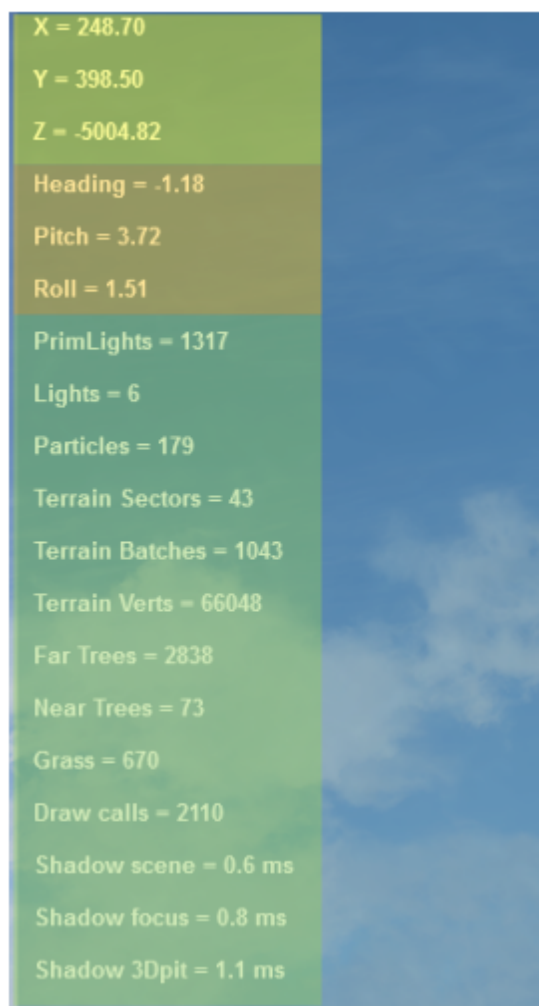 X = 248.70
Y = 398.50
Z = -5004.82
Heading = -1.18
Pitch = 3.72
Roll = 1.51
PrimLights = 1317
Lights = 6
Particles = 179
Terrain Sectors = 43
Terrain Batches = 1043
Terrain Verts = 66048
Far Trees = 2838
Near Trees = 73
Grass = 670
Draw calls = 2110
Shadow scene = 0.6 ms
Shadow focus = 0.8 ms
Shadow 3Dpit = 1.1 ms